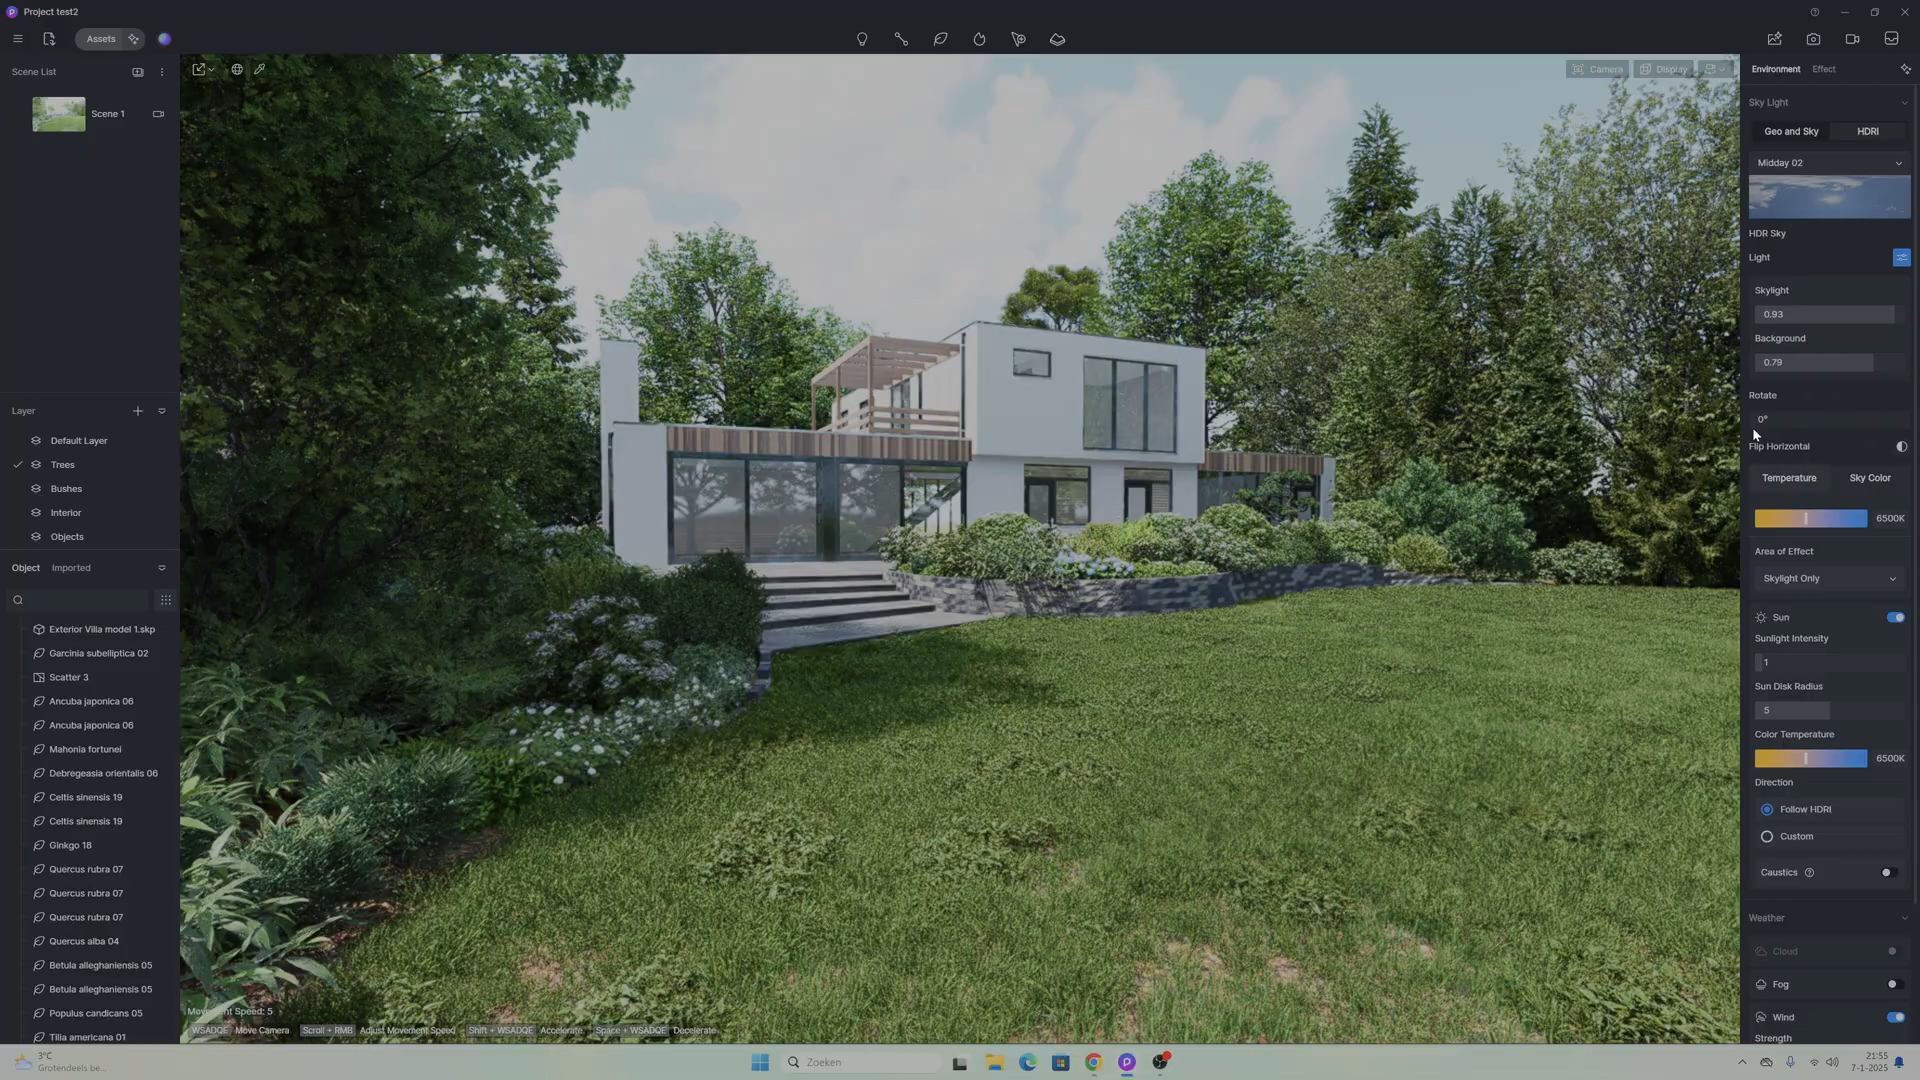 Project test2
Assets
Scene List
Scene 1
Layer
Default Layer
Trees
Bushes
Interior
Objects
Object Imported
Exterior Villa model 1.skp
Garcinia subelliptica 02
Scatter 3
Ancuba japonica 06
Ancuba japonica 06
Mahonia fortunei
Debregeasia orientalis 06
Celtis sinensis 19
Celtis sinensis 19
Ginkgo 18
Quercus rubra 07
Quercus rubra 07
Quercus rubra 07
Quercus alba 04
Betula alleghaniensis 05
Betula alleghaniensis 05
Populus candicans 05
Tilia americana 01
Camera Display
Movement Speed: 5
WSADQE Move Camera Scroll + RMB Adjust Movement Speed Shift + WSADQE Accelerate Space + WSADQE Decelerate
Environment Effect
Sky Light
Geo and Sky HDRI
Midday 02
HDR Sky
Light
Skylight
0.93
Background
0.79
Rotate
0°
Flip Horizontal
Temperature Sky Color
6500K
Area of Effect
Skylight Only
Sun
Sunlight Intensity
1
Sun Disk Radius
5
Color Temperature
6500K
Direction
Follow HDRI
Custom
Caustics
Weather
Cloud
Fog
Wind
Strength
3°C
Grotendeels be...
Zoeken
21:55
7-1-2025